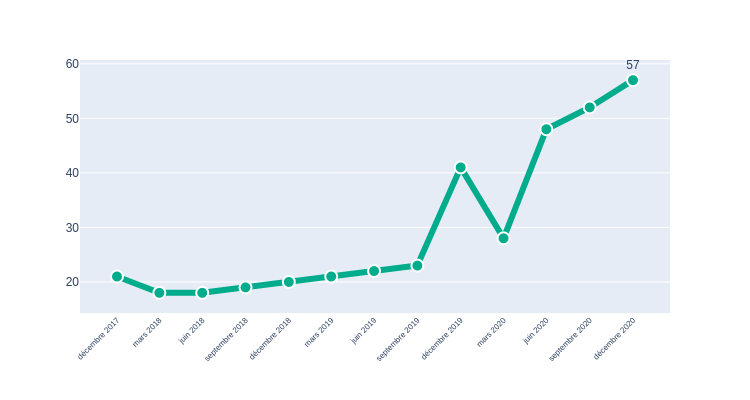 60
57
50
40
30
20
décembre 2017
mars 2018
juin 2018
septembre 2018
décembre 2018
mars 2019
juin 2019
septembre 2019
décembre 2019
mars 2020
juin 2020
septembre 2020
décembre 2020